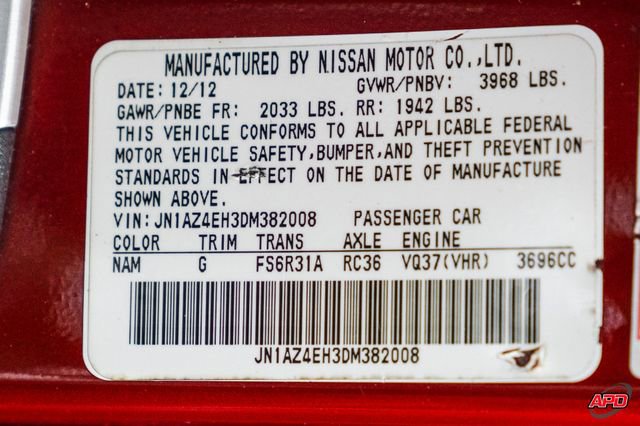 MANUFACTURED BY NISSAN MOTOR CO.,LTD.
DATE: 12/12 GVWR/PNBV: 3968 LBS.
GAWR/PNBE FR: 2033 LBS. RR: 1942 LBS.
THIS VEHICLE CONFORMS TO ALL APPLICABLE FEDERAL
MOTOR VEHICLE SAFETY,BUMPER,AND THEFT PREVENTION
STANDARDS IN EFFECT ON THE DATE OF MANUFACTURE
SHOWN ABOVE.
VIN: JN1AZ4EH3DM382008 PASSENGER CAR
COLOR TRIM TRANS AXLE ENGINE
NAM G FS6R31A RC36 VQ37(VHR) 3696CC
JN1AZ4EH3DM382008
APD